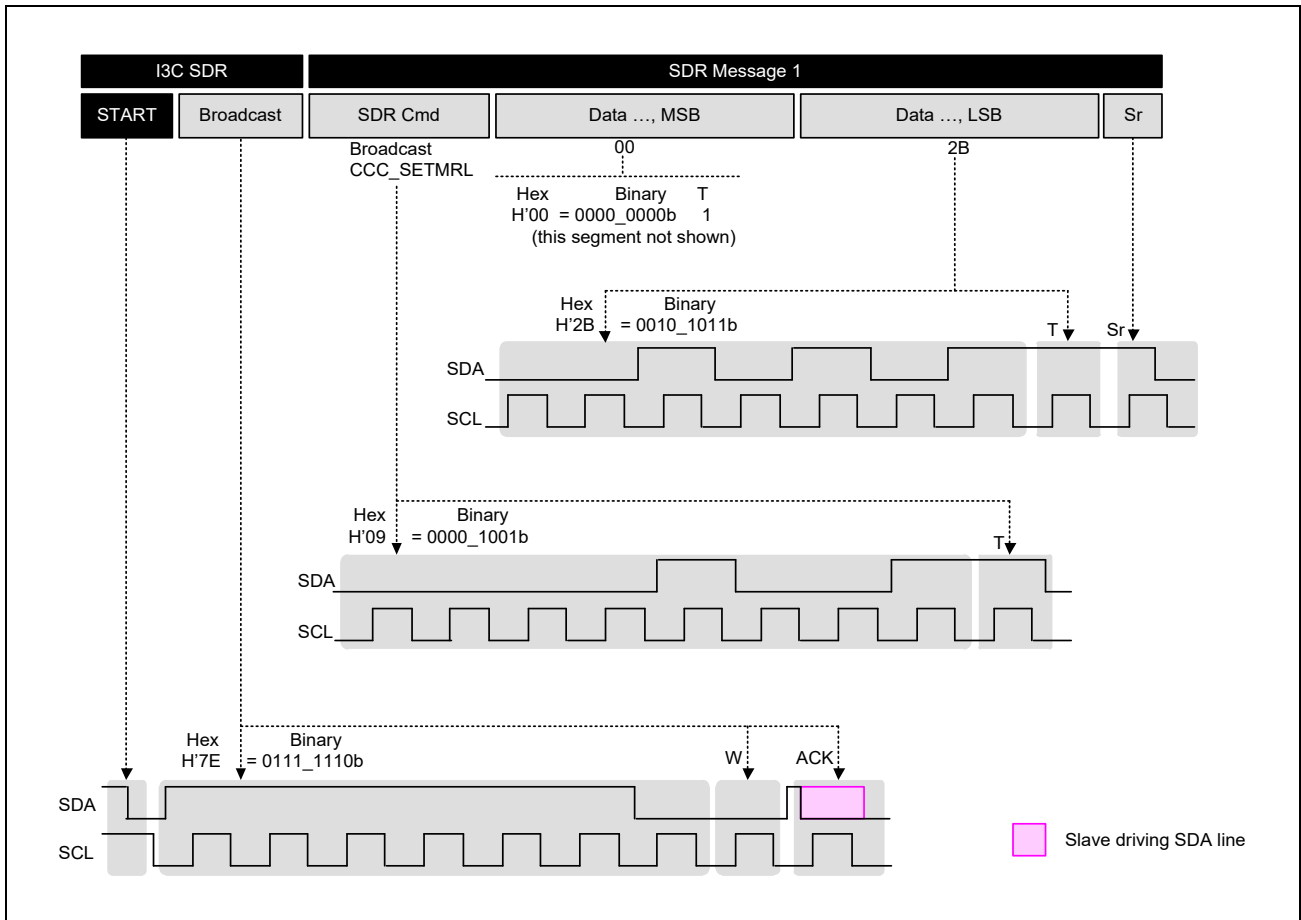 I3C SDR
SDR Message 1
START
Broadcast
SDR Cmd
Data …, MSB
Data …, LSB
Sr
Broadcast
CCC_SETMRL
00
2B
Hex Binary T
H'00 = 0000_0000b 1
(this segment not shown)
Hex Binary
H'2B = 0010_1011b
T
Sr
SDA
SCL
Hex Binary
H'09 = 0000_1001b
T
SDA
SCL
Hex Binary
H'7E = 0111_1110b
W
ACK
SDA
SCL
Slave driving SDA line